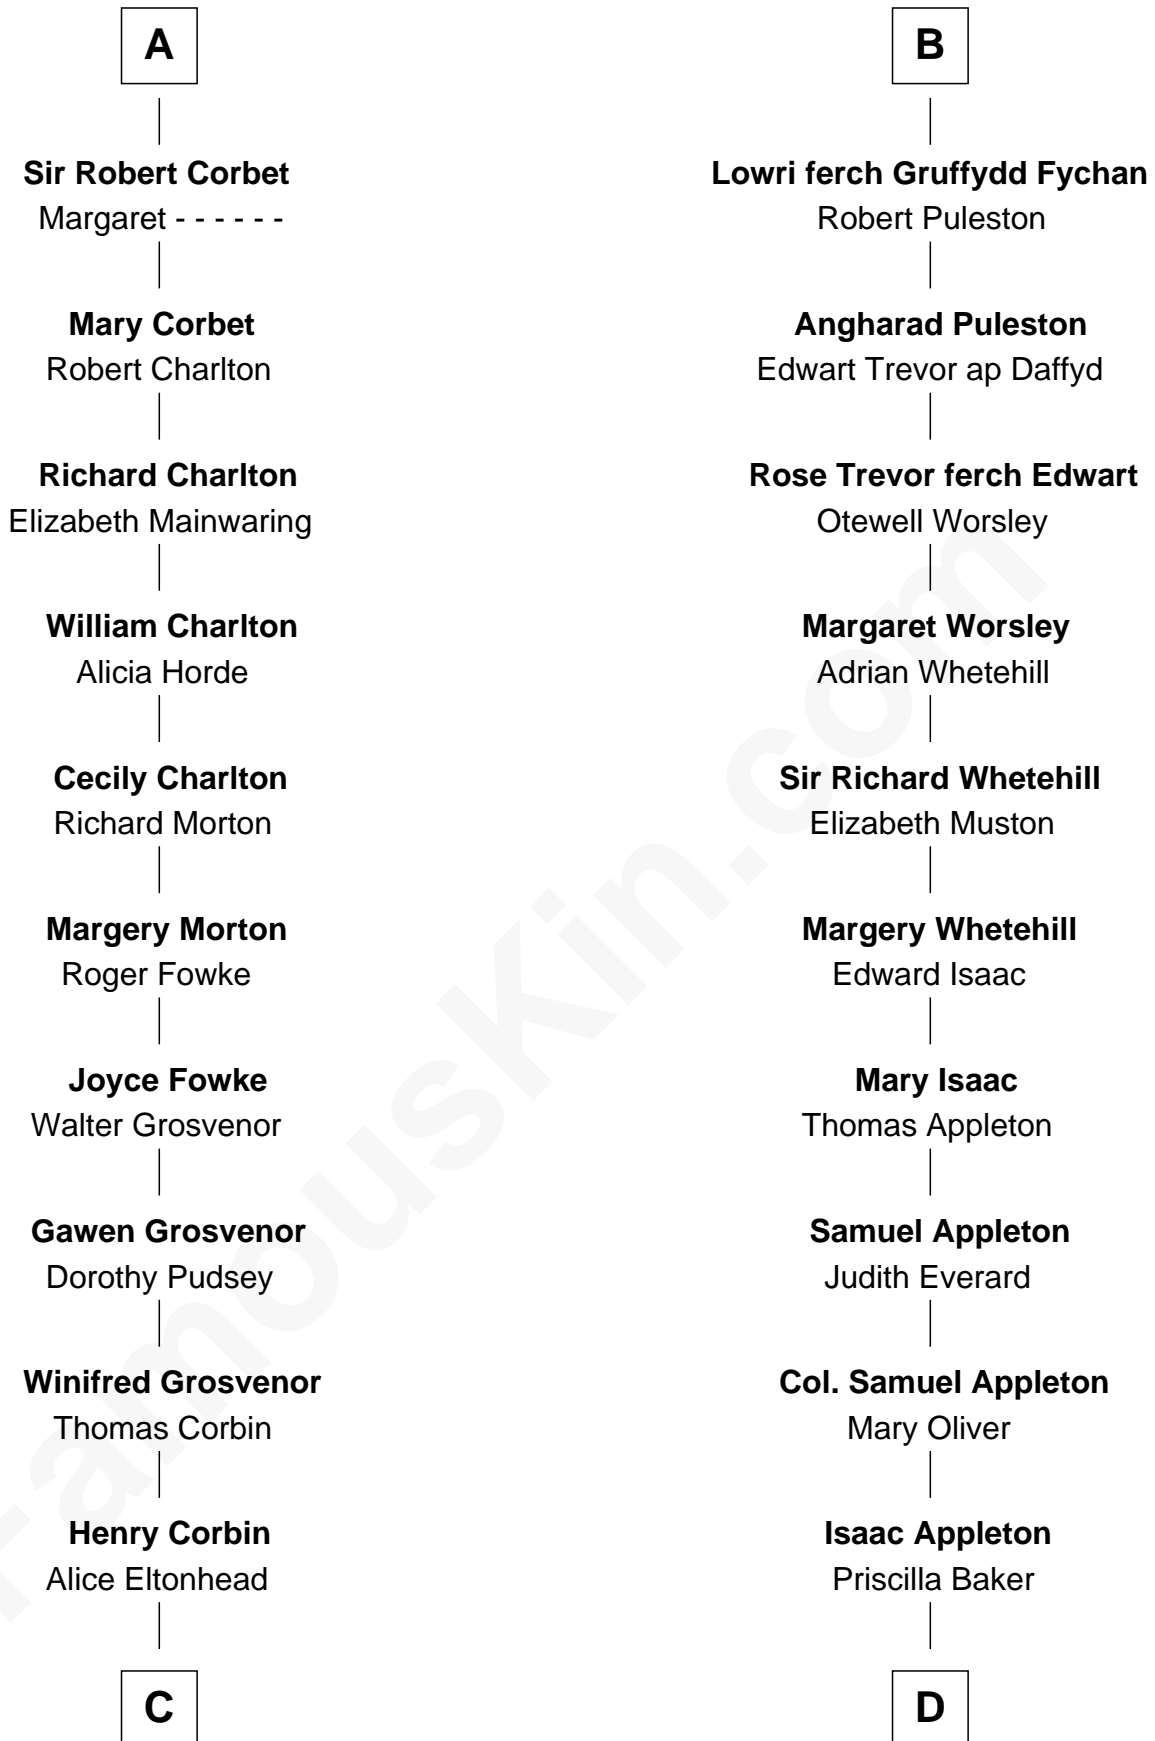 A
Sir Robert Corbet
Margaret - - - - - -
Mary Corbet
Robert Charlton
Richard Charlton
Elizabeth Mainwaring
William Charlton
Alicia Horde
Cecily Charlton
Richard Morton
Margery Morton
Roger Fowke
Joyce Fowke
Walter Grosvenor
Gawen Grosvenor
Dorothy Pudsey
Winifred Grosvenor
Thomas Corbin
Henry Corbin
Alice Eltonhead
C
B
Lowri ferch Gruffydd Fychan
Robert Puleston
Angharad Puleston
Edwart Trevor ap Daffyd
Rose Trevor ferch Edwart
Otewell Worsley
Margaret Worsley
Adrian Whetehill
Sir Richard Whetehill
Elizabeth Muston
Margery Whetehill
Edward Isaac
Mary Isaac
Thomas Appleton
Samuel Appleton
Judith Everard
Col. Samuel Appleton
Mary Oliver
Isaac Appleton
Priscilla Baker
D
FamousKin.com